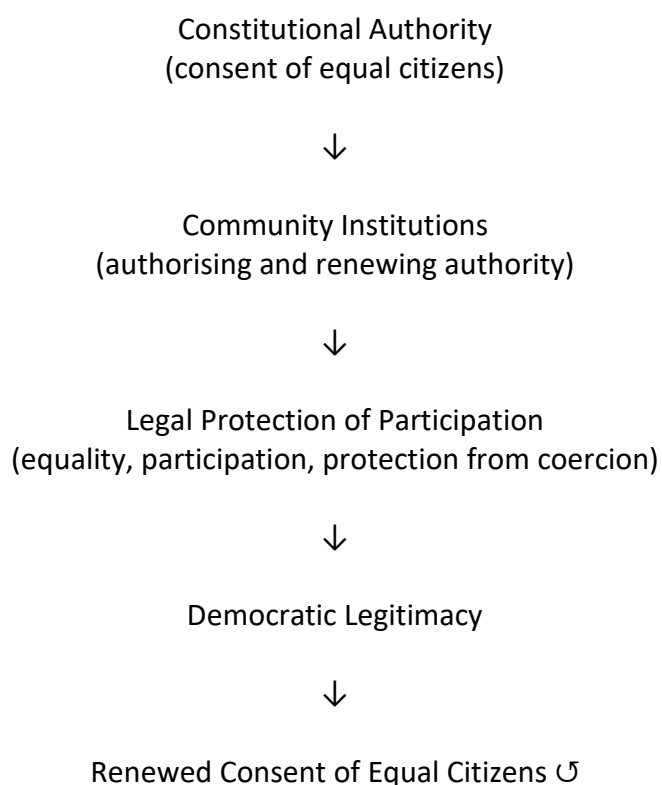 Constitutional Authority
(consent of equal citizens)
↓
Community Institutions
(authorising and renewing authority)
↓
Legal Protection of Participation
(equality, participation, protection from coercion)
↓
Democratic Legitimacy
↓
Renewed Consent of Equal Citizens ↺